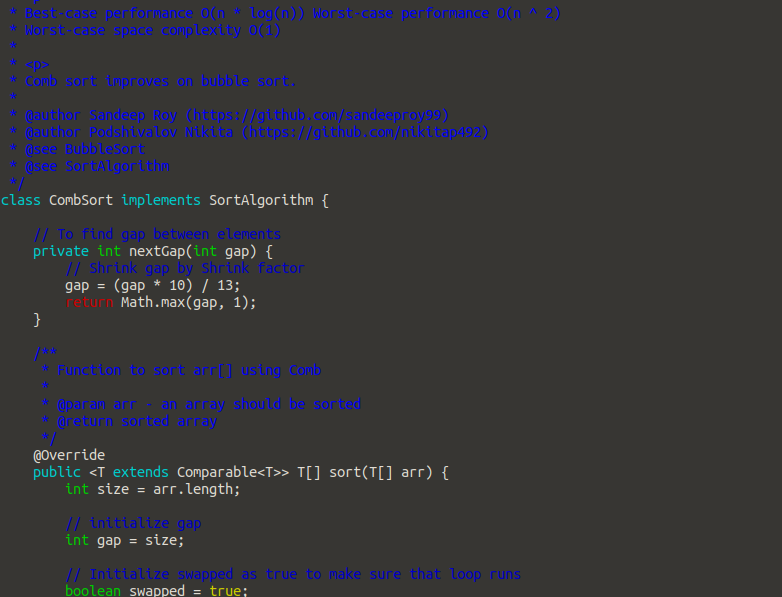 * Best-case performance O(n * log(n)) Worst-case performance O(n ^ 2)
* Worst-case space complexity O(1)
*
* <p>
* Comb sort improves on bubble sort.
*
* @author Sandeep Roy (https://github.com/sandeeproy99)
* @author Podshivalov Nikita (https://github.com/nikitap492)
* @see BubbleSort
* @see SortAlgorithm
*/
class CombSort implements SortAlgorithm {

    // To find gap between elements
    private int nextGap(int gap) {
        // Shrink gap by Shrink factor
        gap = (gap * 10) / 13;
        return Math.max(gap, 1);
    }

    /**
     * Function to sort arr[] using Comb
     *
     * @param arr - an array should be sorted
     * @return sorted array
     */
    @Override
    public <T extends Comparable<T>> T[] sort(T[] arr) {
        int size = arr.length;

        // initialize gap
        int gap = size;

        // Initialize swapped as true to make sure that loop runs
        boolean swapped = true;